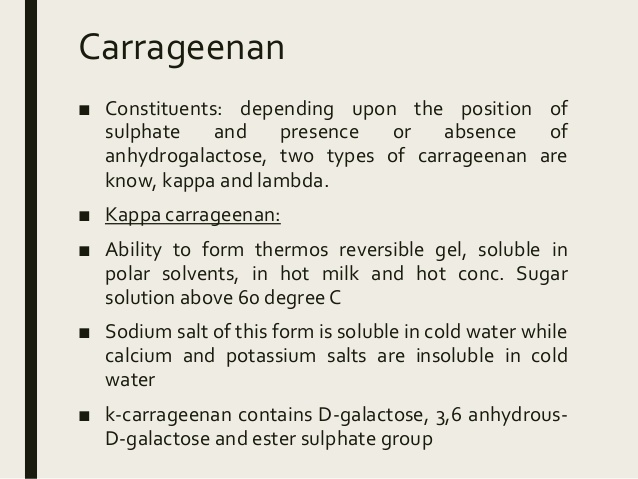 Carrageenan
■ Constituents: depending upon the position of
sulphate and presence or absence of
anhydrogalactose, two types of carrageenan are
know, kappa and lambda.
■ Kappa carrageenan:
■ Ability to form thermos reversible gel, soluble in
polar solvents, in hot milk and hot conc. Sugar
solution above 60 degree C
■ Sodium salt of this form is soluble in cold water while
calcium and potassium salts are insoluble in cold
water
■ k-carrageenan contains D-galactose, 3,6 anhydrous-
D-galactose and ester sulphate group